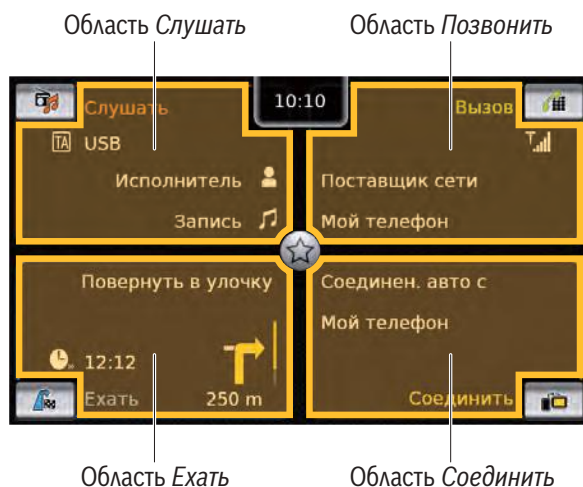 Область Слушать
Область Позвонить
10:10
Слушать
TA USB
Исполнитель
Запись
Вызов
Поставщик сети
Мой телефон
Повернуть в улочку
12:12
Ехать 250 m
Соединен. авто с
Мой телефон
Соединить
Область Ехать
Область Соединить